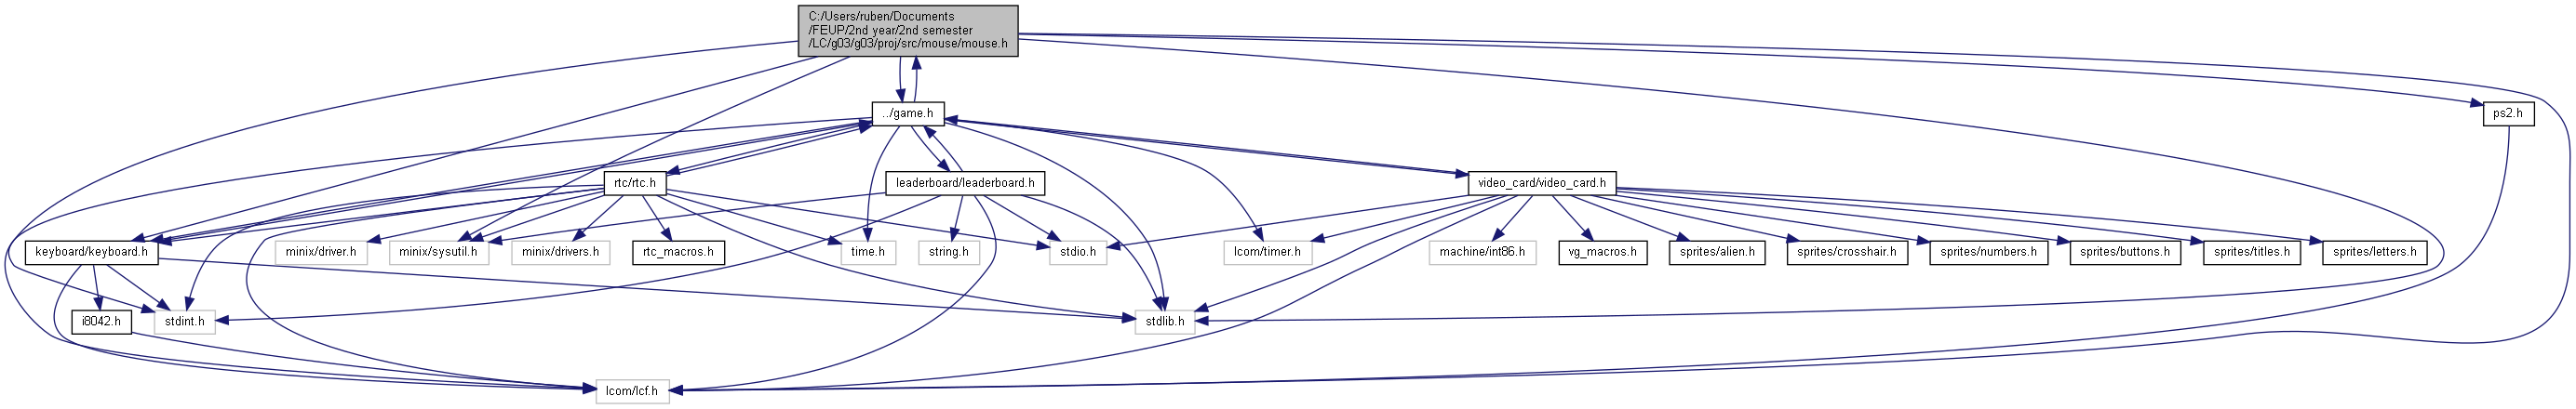 C:/Users/ruben/Documents
/FEUP/2nd year/2nd semester
/LC/g03/g03/proj/src/mouse/mouse.h
../game.h
ps2.h
rtc/rtc.h
leaderboard/leaderboard.h
video_card/video_card.h
keyboard/keyboard.h
minix/driver.h
minix/sysutil.h
minix/drivers.h
rtc_macros.h
time.h
string.h
stdio.h
lcom/timer.h
machine/int86.h
vg_macros.h
sprites/alien.h
sprites/crosshair.h
sprites/numbers.h
sprites/buttons.h
sprites/titles.h
sprites/letters.h
i8042.h
stdint.h
stdlib.h
lcom/lcf.h